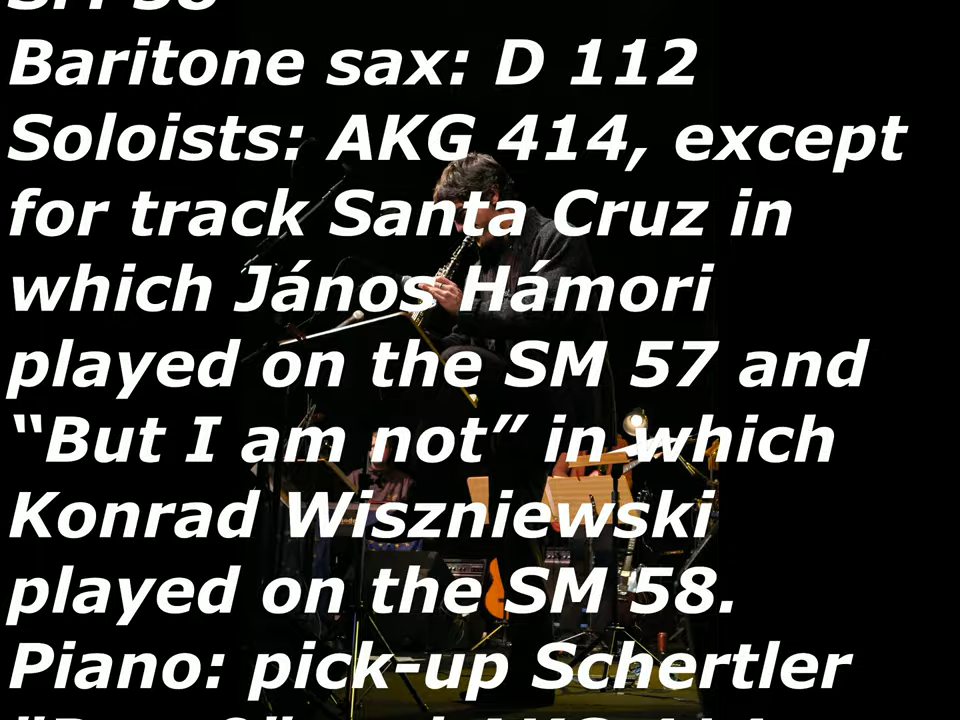 Baritone sax: D 112
Soloists: AKG 414, except
for track Santa Cruz in
which János Hámori
played on the SM 57 and
“But I am not” in which
Konrad Wiszniewski
played on the SM 58.
Piano: pick-up Schertler